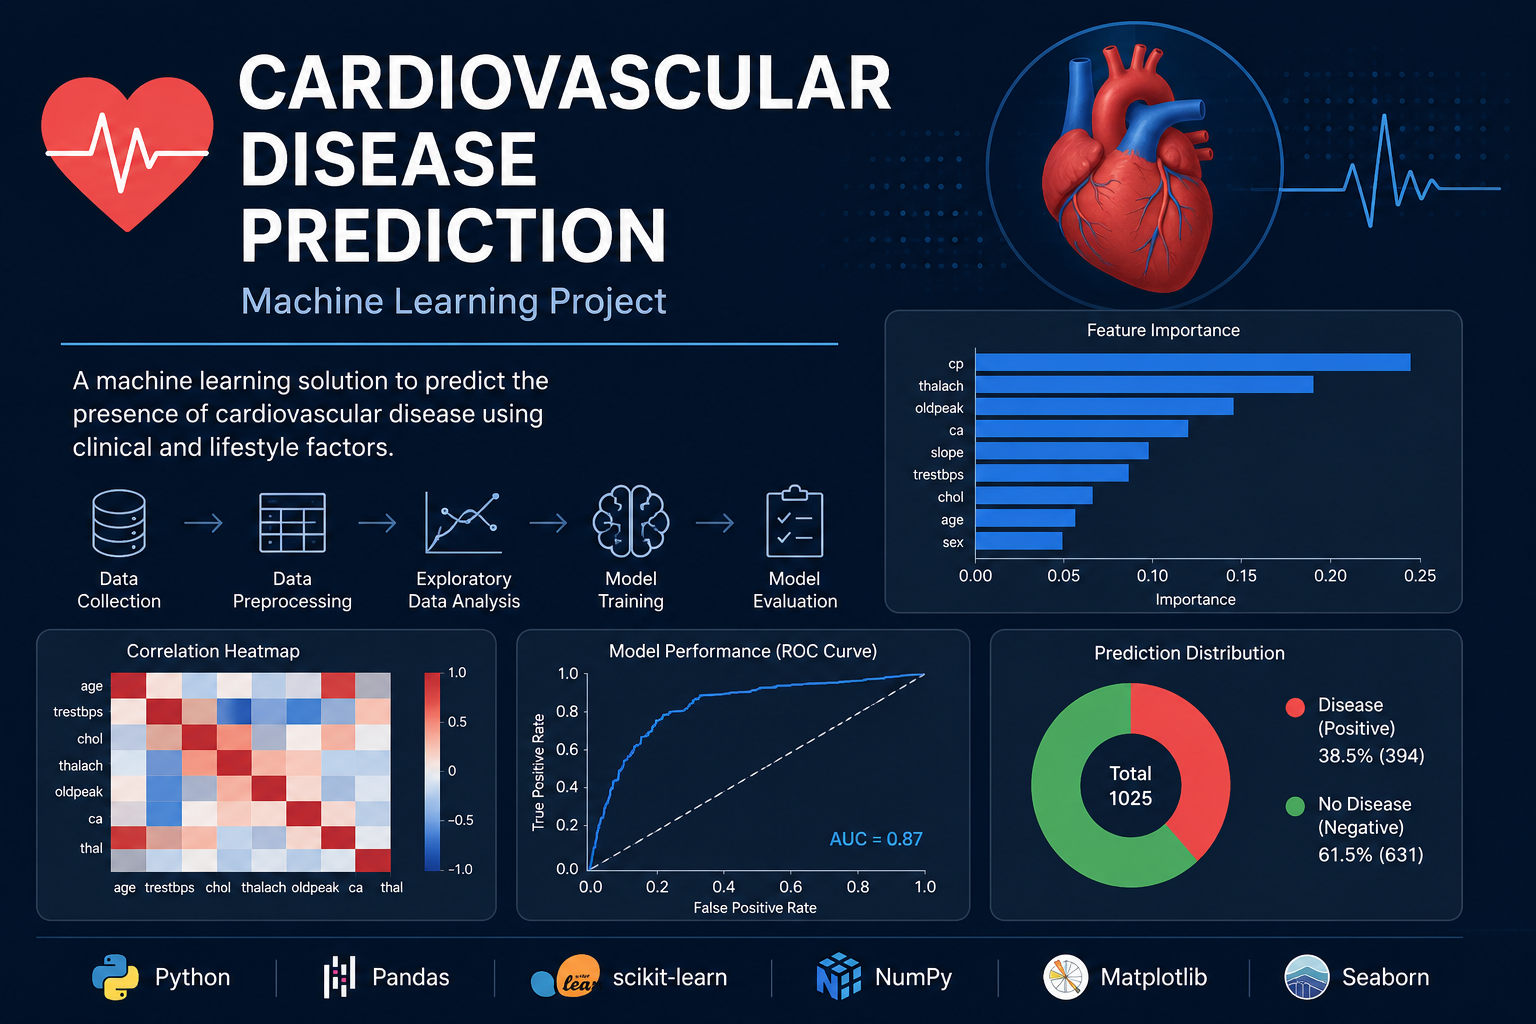 CARDIOVASCULAR
DISEASE
PREDICTION
Machine Learning Project
A machine learning solution to predict the
presence of cardiovascular disease using
clinical and lifestyle factors.
Data
Collection
Data
Preprocessing
Exploratory
Data Analysis
Model
Training
Model
Evaluation
Feature Importance
cp
thalach
oldpeak
ca
slope
trestbps
chol
age
sex
0.00 0.05 0.10 0.15 0.20 0.25
Importance
Correlation Heatmap
age
trestbps
chol
thalach
oldpeak
ca
thal
age trestbps chol thalach oldpeak ca thal
1.0
0.5
0
−0.5
−1.0
Model Performance (ROC Curve)
True Positive Rate
1.0
0.8
0.6
0.4
0.2
0.0
AUC = 0.87
0.0 0.2 0.4 0.6 0.8 1.0
False Positive Rate
Prediction Distribution
Total
1025
Disease
(Positive)
38.5% (394)
No Disease
(Negative)
61.5% (631)
Python
Pandas
lear
scikit-learn
NumPy
Matplotlib
Seaborn